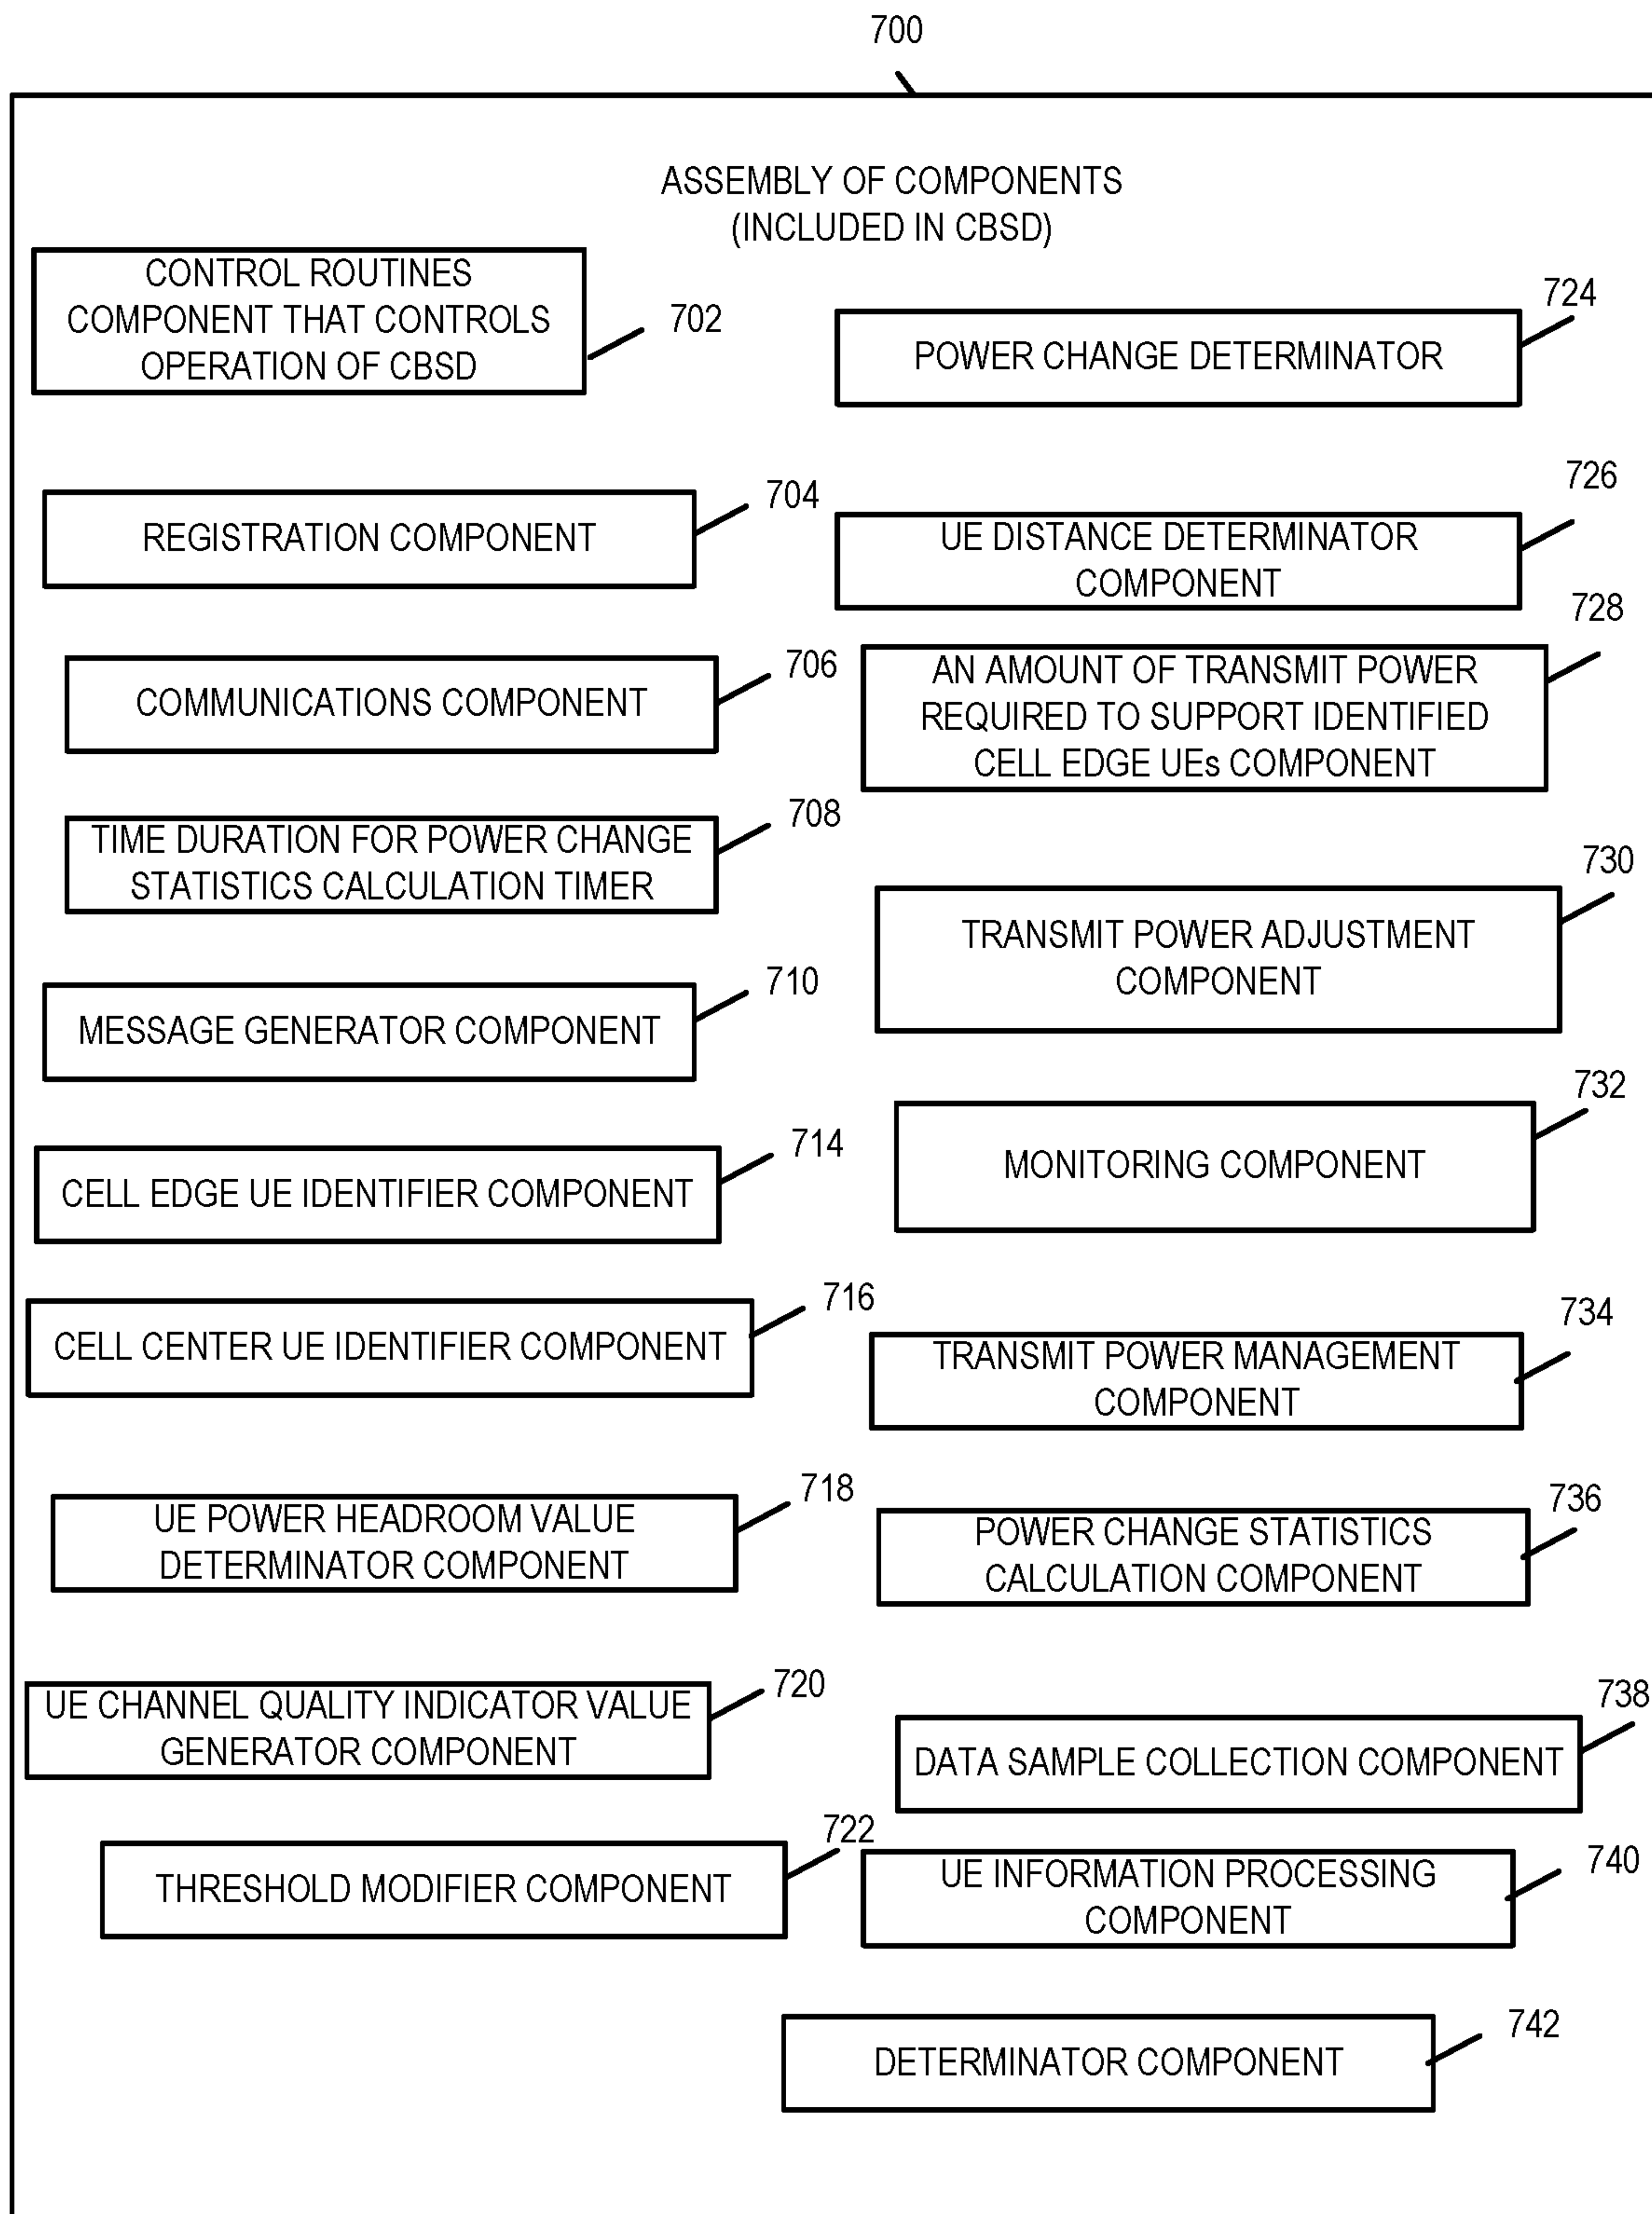 700
ASSEMBLY OF COMPONENTS
(INCLUDED IN CBSD)
CONTROL ROUTINES
COMPONENT THAT CONTROLS
OPERATION OF CBSD
702
REGISTRATION COMPONENT
704
COMMUNICATIONS COMPONENT
706
TIME DURATION FOR POWER CHANGE
STATISTICS CALCULATION TIMER
708
MESSAGE GENERATOR COMPONENT
710
CELL EDGE UE IDENTIFIER COMPONENT
714
CELL CENTER UE IDENTIFIER COMPONENT
716
UE POWER HEADROOM VALUE
DETERMINATOR COMPONENT
718
UE CHANNEL QUALITY INDICATOR VALUE
GENERATOR COMPONENT
720
THRESHOLD MODIFIER COMPONENT
722
POWER CHANGE DETERMINATOR
724
UE DISTANCE DETERMINATOR
COMPONENT
726
AN AMOUNT OF TRANSMIT POWER
REQUIRED TO SUPPORT IDENTIFIED
CELL EDGE UEs COMPONENT
728
TRANSMIT POWER ADJUSTMENT
COMPONENT
730
MONITORING COMPONENT
732
TRANSMIT POWER MANAGEMENT
COMPONENT
734
POWER CHANGE STATISTICS
CALCULATION COMPONENT
736
DATA SAMPLE COLLECTION COMPONENT
738
UE INFORMATION PROCESSING
COMPONENT
740
DETERMINATOR COMPONENT
742